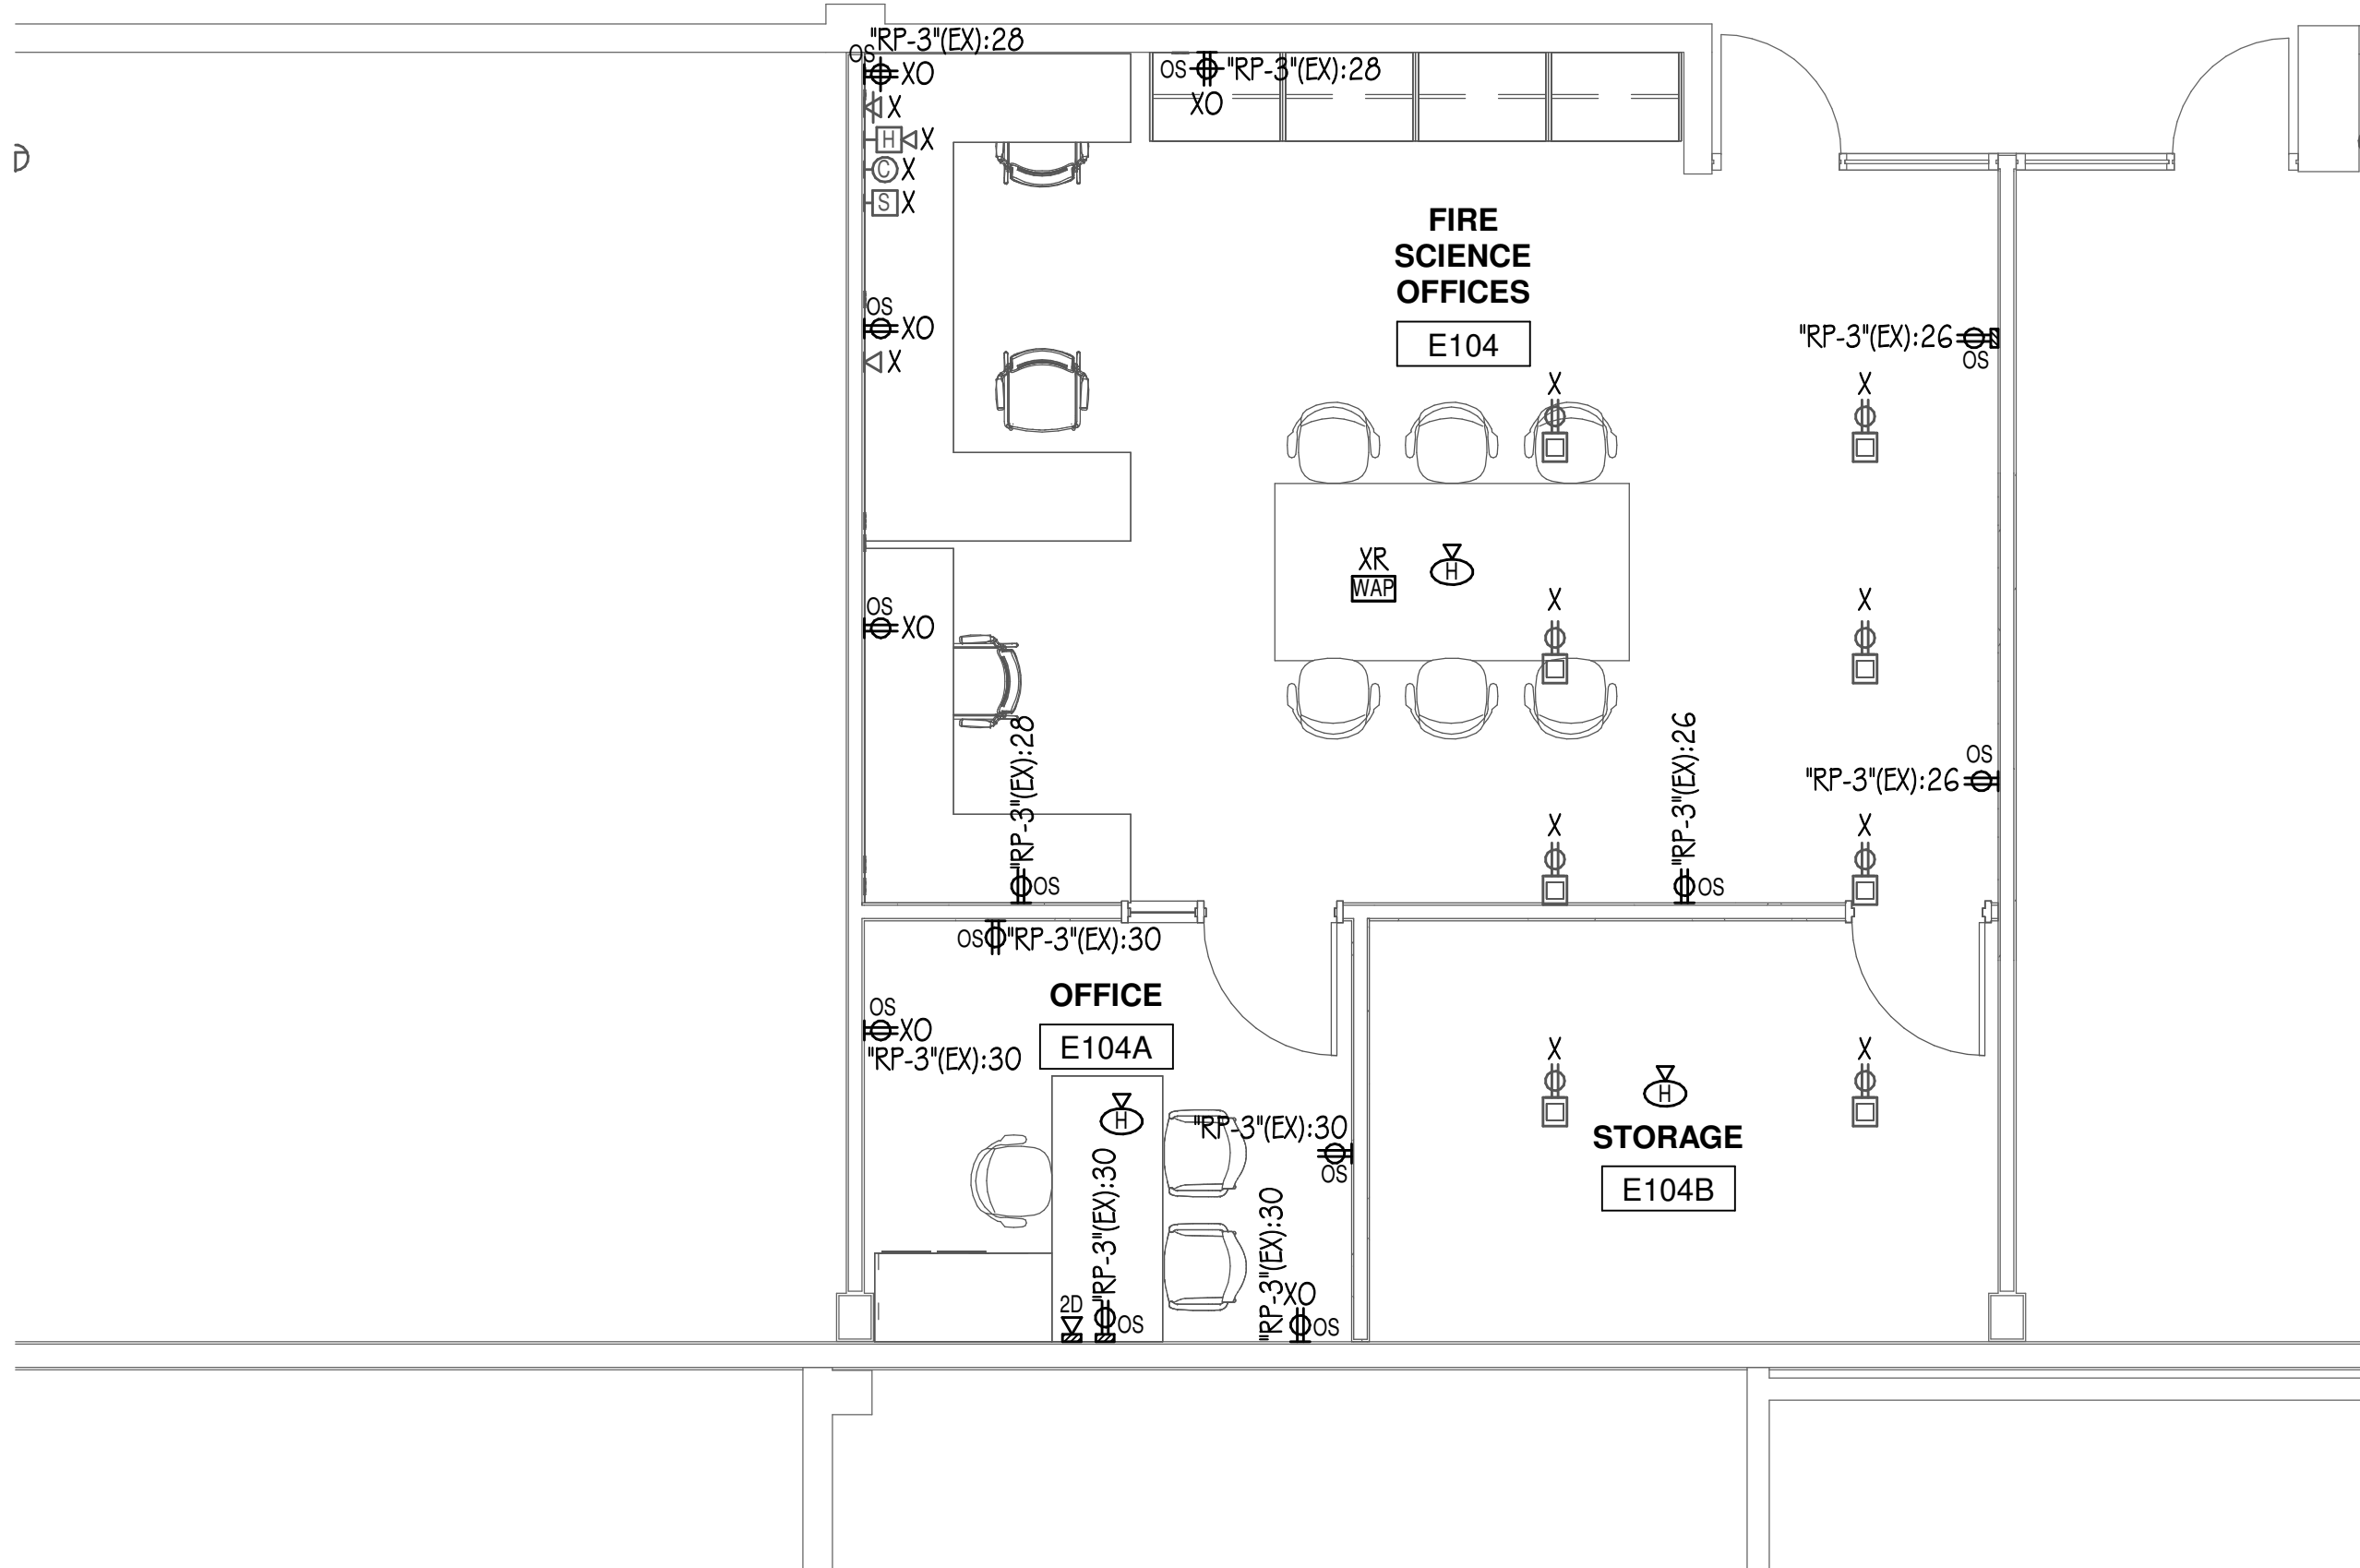 "RP-3"(EX):28
OS
XO
OS
"RP-3"(EX):28
XO
X
H
X
C
X
S
X
FIRE
SCIENCE
OFFICES
E104
OS
XO
X
"RP-3"(EX):26
OS
X
X
XR
WAP
H
X
X
OS
XO
"RP-3"(EX):28
OS
"RP-3"(EX):26
OS
OS
"RP-3"(EX):26
X
X
OS
"RP-3"(EX):30
OFFICE
E104A
OS
XO
"RP-3"(EX):30
H
"RP-3"(EX):30
OS
"RP-3"(EX):30
2D
OS
"RP-3"(EX):30
XO
OS
X
X
H
STORAGE
E104B